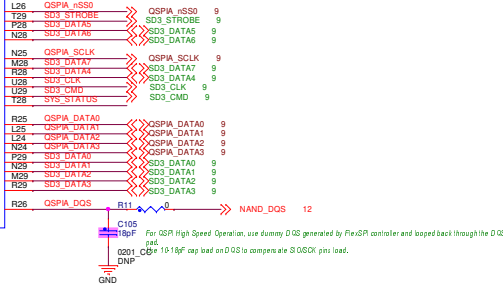 L26 QSPIA_nSS0 QSPIA_nSS0 9
T29 SD3_STROBE SD3_STROBE 9
P28 SD3_DATA5 SD3_DATA5 9
N28 SD3_DATA6 SD3_DATA6 9
N25 QSPIA_SCLK QSPIA_SCLK 9
M28 SD3_DATA7 SD3_DATA7 9
R28 SD3_DATA4 SD3_DATA4 9
U28 SD3_CLK SD3_CLK 9
U29 SD3_CMD SD3_CMD 9
T28 SYS_STATUS
R25 QSPIA_DATA0 QSPIA_DATA0 9
L25 QSPIA_DATA1 QSPIA_DATA1 9
L24 QSPIA_DATA2 QSPIA_DATA2 9
N24 QSPIA_DATA3 QSPIA_DATA3 9
P29 SD3_DATA0 SD3_DATA0 9
N29 SD3_DATA1 SD3_DATA1 9
M29 SD3_DATA2 SD3_DATA2 9
R29 SD3_DATA3 SD3_DATA3 9
R26 QSPIA_DQS R11 0 NAND_DQS 12
C105
18pF
For QSPI High Speed Operation, use dummy DQS generated by FlexSPI controller and looped back through the DQS
pad.
Use 10-18pF cap load on DQS to compensate SIO/SCK pins load.
0201_CC
DNP
GND